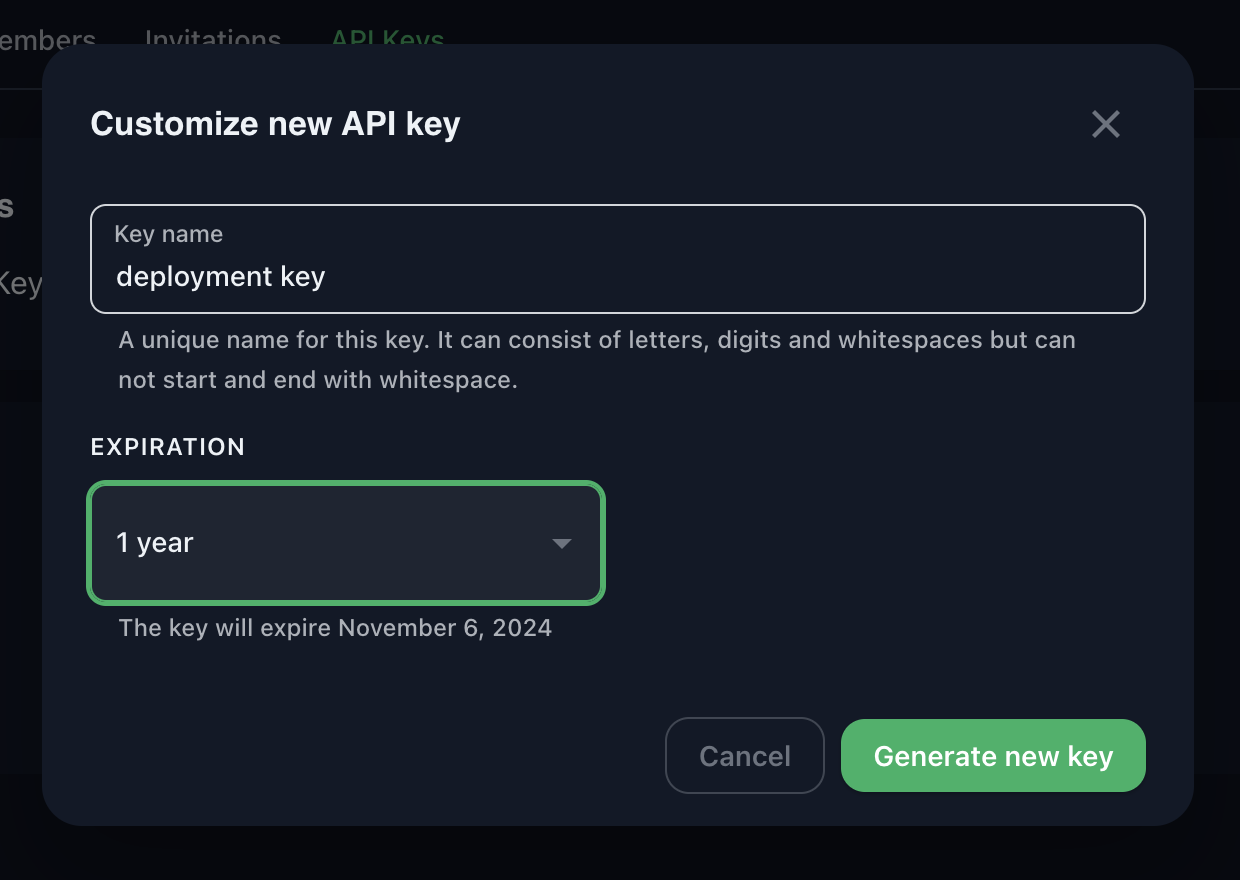 embers Invitations API Keys
Customize new API key
s
Key
Key name
deployment key
A unique name for this key. It can consist of letters, digits and whitespaces but can
not start and end with whitespace.
EXPIRATION
1 year
The key will expire November 6, 2024
Cancel Generate new key